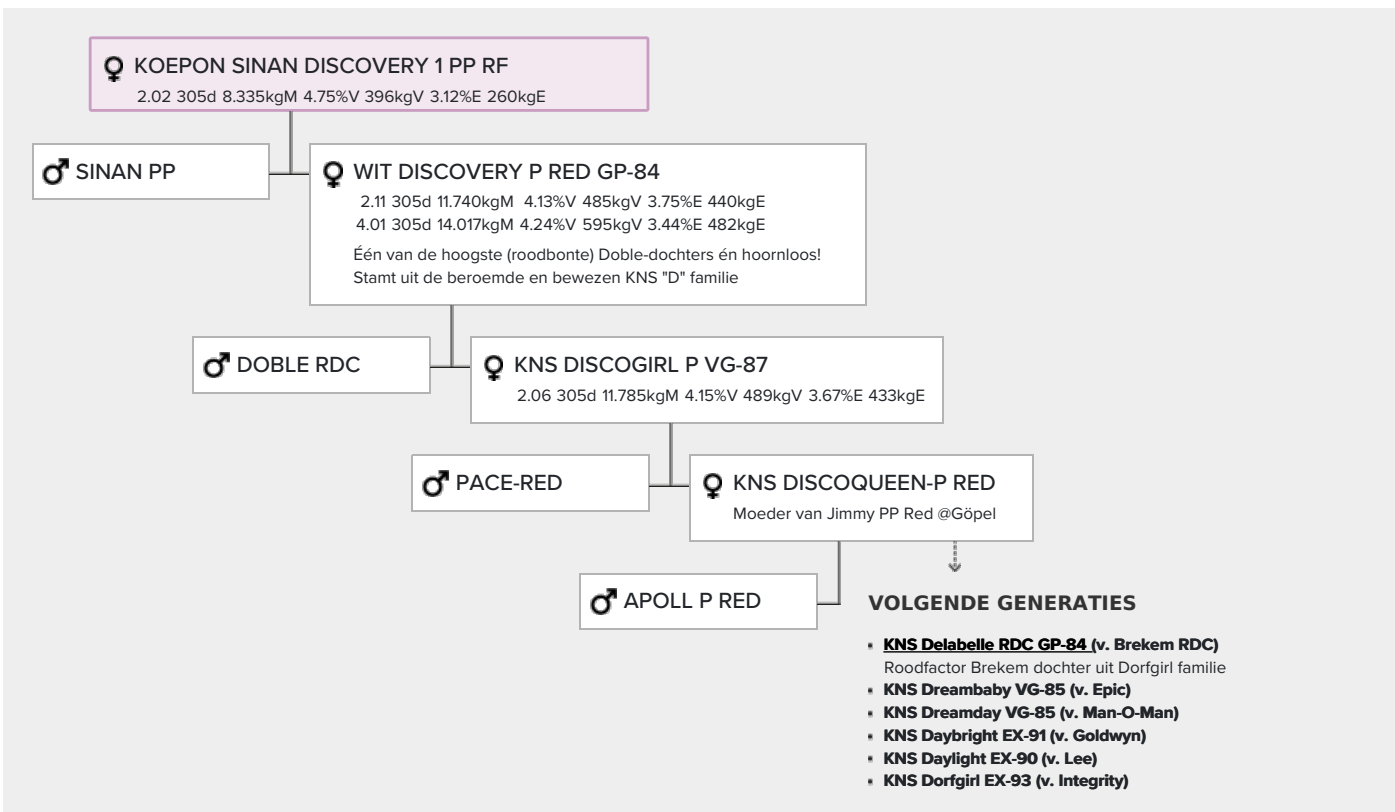 KOEPON SINAN DISCOVERY 1 PP RF
2.02 305d 8.335kgM 4.75%V 396kgV 3.12%E 260kgE
SINAN PP
WIT DISCOVERY P RED GP-84
2.11 305d 11.740kgM 4.13%V 485kgV 3.75%E 440kgE
4.01 305d 14.017kgM 4.24%V 595kgV 3.44%E 482kgE
Één van de hoogste (roodbonte) Doble-dochters én hoornloos!
Stamt uit de beroemde en bewezen KNS "D" familie
DOBLE RDC
KNS DISCOGIRL P VG-87
2.06 305d 11.785kgM 4.15%V 489kgV 3.67%E 433kgE
PACE-RED
KNS DISCOQUEEN-P RED
Moeder van Jimmy PP Red @Göpel
APOLL P RED
VOLGENDE GENERATIES
KNS Delabelle RDC GP-84 (v. Brekem RDC)
Roodfactor Brekem dochter uit Dorfgirl familie
KNS Dreambaby VG-85 (v. Epic)
KNS Dreamday VG-85 (v. Man-O-Man)
KNS Daybright EX-91 (v. Goldwyn)
KNS Daylight EX-90 (v. Lee)
KNS Dorfgirl EX-93 (v. Integrity)